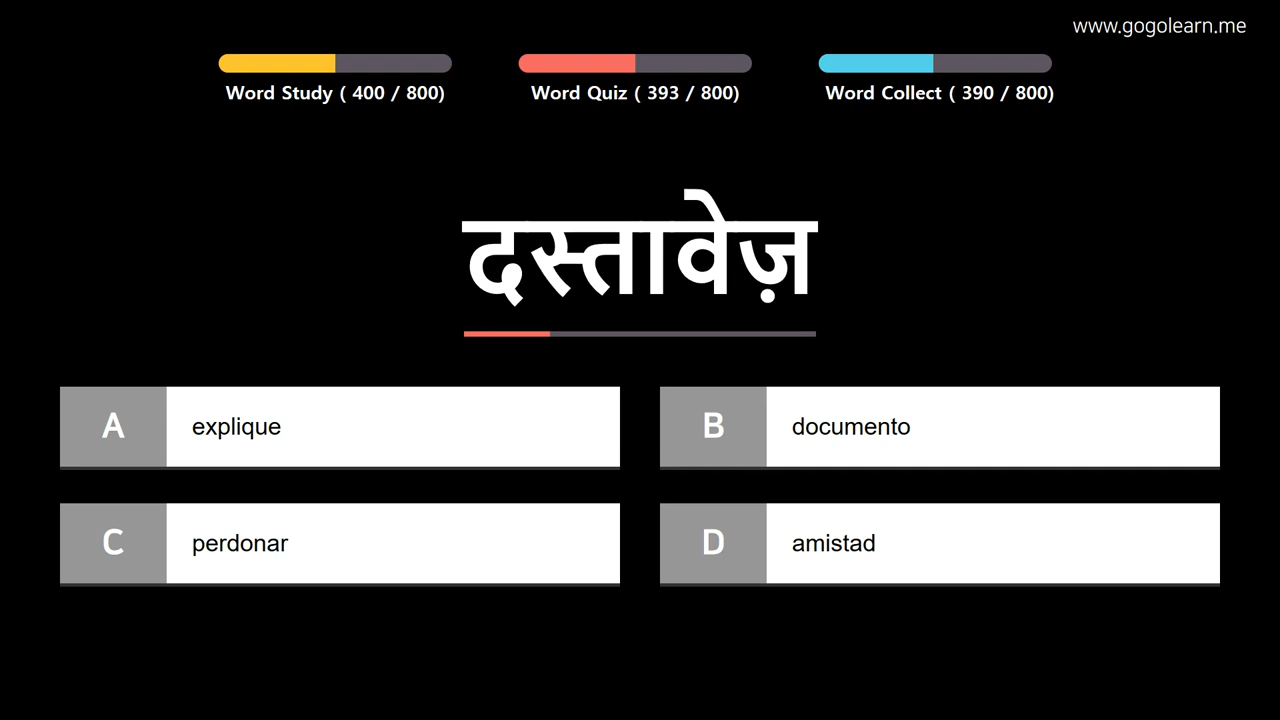 www.gogolearn.me
Word Study ( 400 / 800)
Word Quiz ( 393 / 800)
Word Collect ( 390 / 800)
दस्तावेज़
A explique
B documento
C perdonar
D amistad